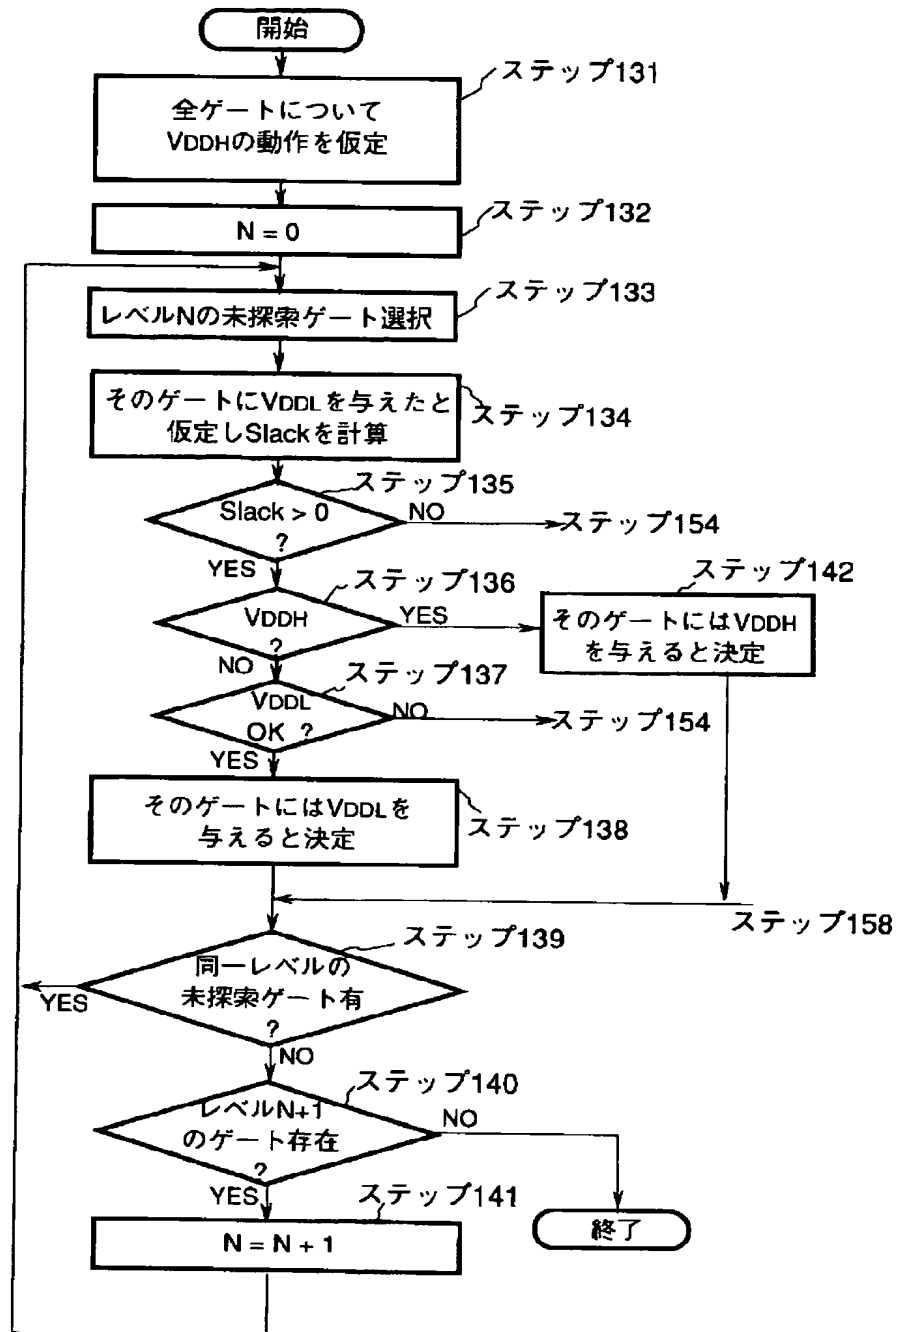 開始
ステップ131
全ゲートについて
VDDHの動作を仮定
ステップ132
N = 0
ステップ133
レベルNの未探索ゲート選択
そのゲートにVDDLを与えたと
仮定しSlackを計算
ステップ134
ステップ135
Slack > 0
?
NO
ステップ154
YES
ステップ136
VDDH
?
YES
ステップ142
そのゲートにはVDDH
を与えると決定
NO
ステップ137
VDDL
OK ?
NO
ステップ154
YES
そのゲートにはVDDLを
与えると決定
ステップ138
ステップ158
ステップ139
同一レベルの
未探索ゲート有
?
YES
NO
ステップ140
レベルN+1
のゲート存在
?
NO
YES
ステップ141
N = N + 1
終了